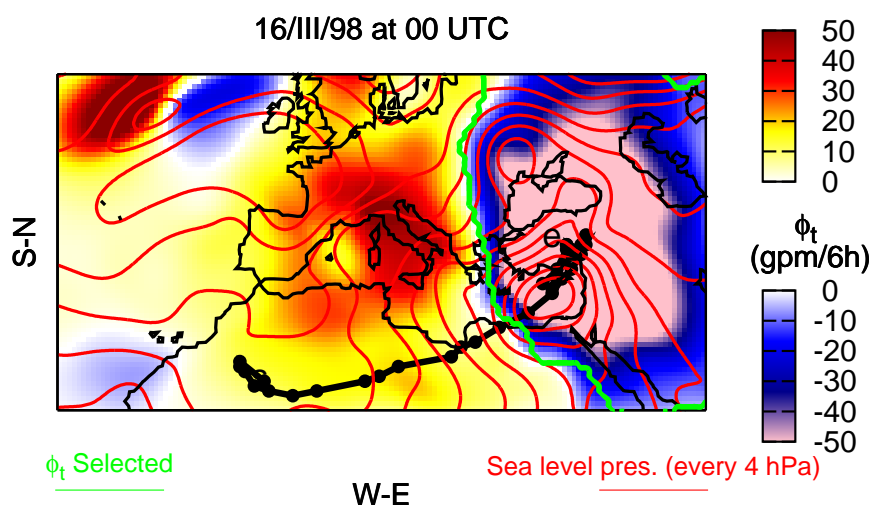 16/III/98 at 00 UTC
50
40
30
20
10
0
S-N
e
ϕt
(gpm/6h)
0
-10
-20
-30
-40
-50
ϕt Selected
Sea level pres. (every 4 hPa)
W-E